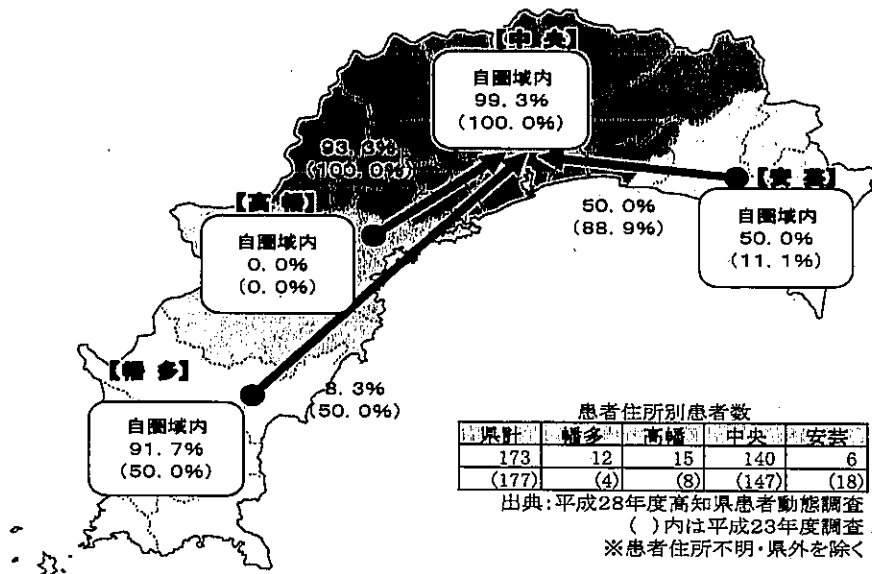 【中 央】
自圏域内
99.3%
(100.0%)
93.3%
(100.0%)
【高 幡】
自圏域内
0.0%
(0.0%)
【安 芸】
自圏域内
50.0%
(11.1%)
50.0%
(88.9%)
【幡 多】
自圏域内
91.7%
(50.0%)
8.3%
(50.0%)
患者住所別患者数
県計 幡多 高幡 中央 安芸
173 12 15 140 6
(177) (4) (8) (147) (18)
出典:平成28年度高知県患者動態調査
( )内は平成23年度調査
※患者住所不明・県外を除く